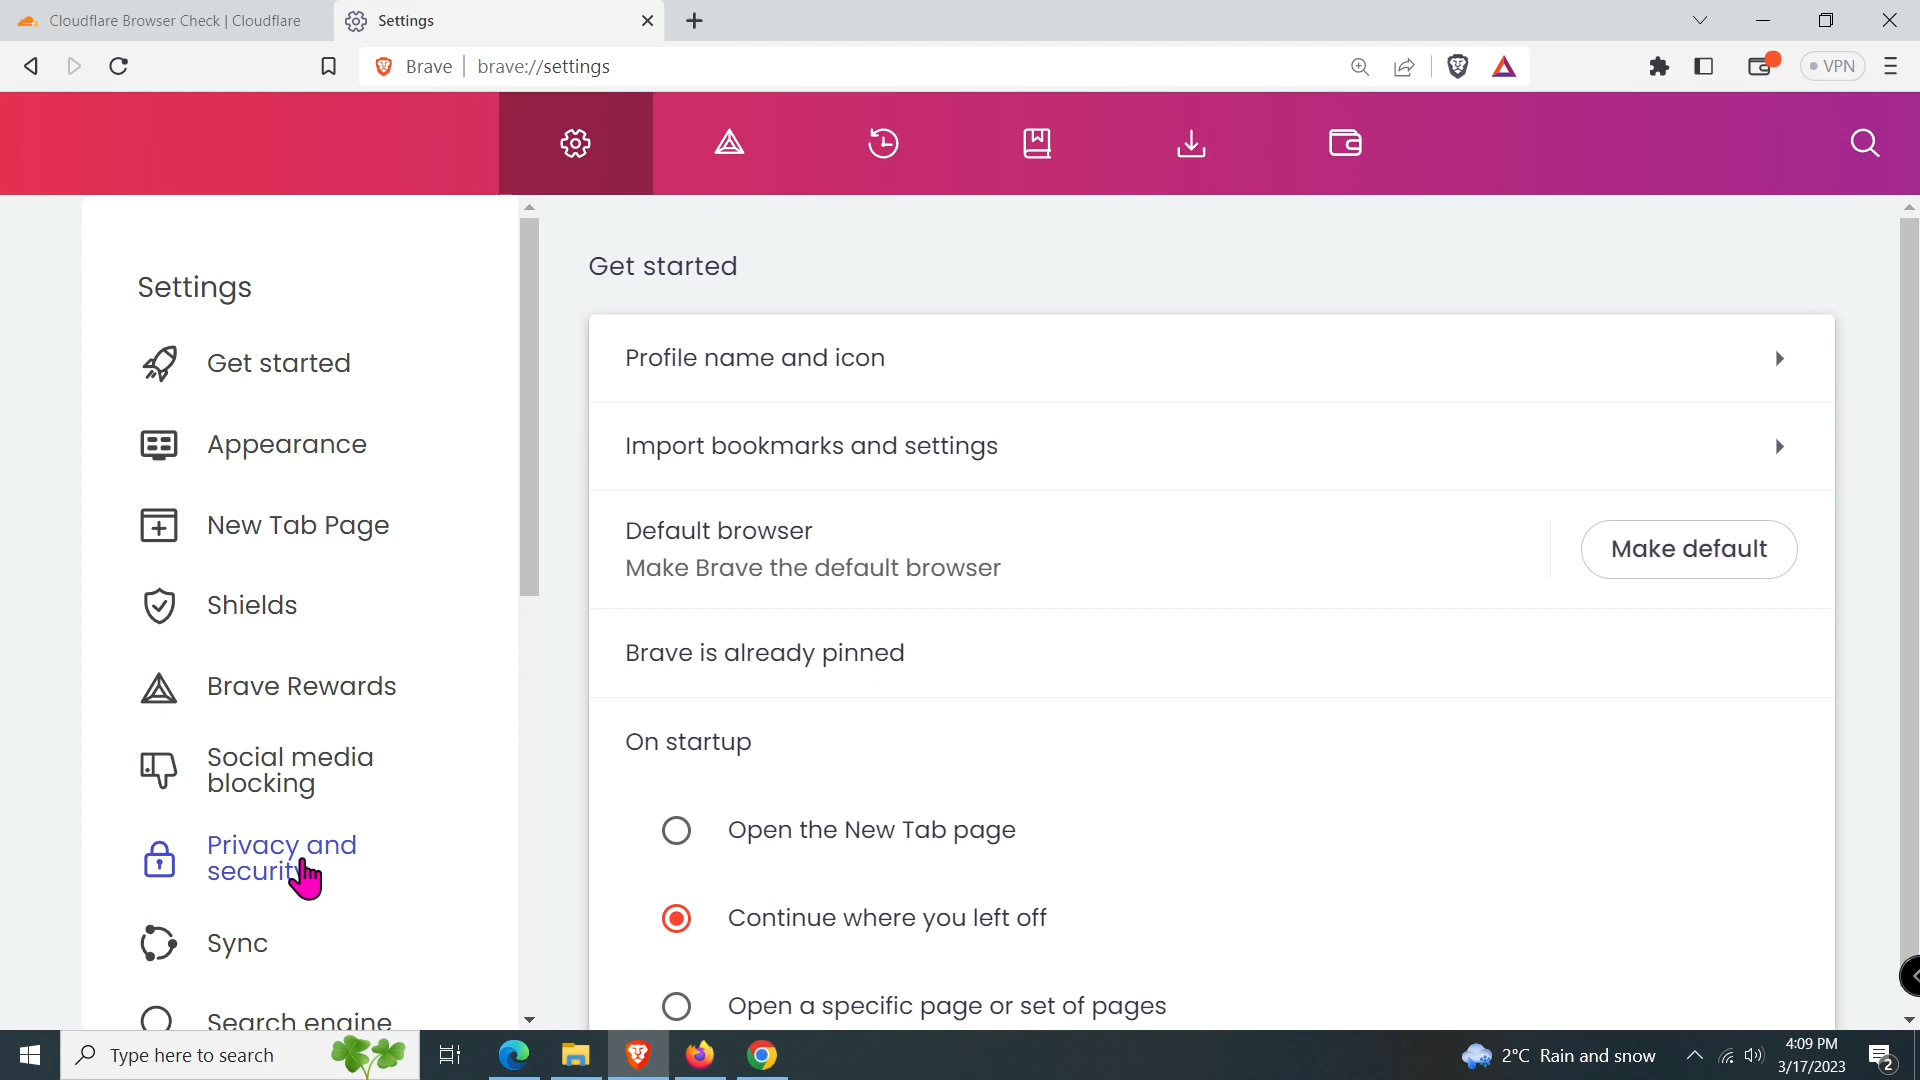 Cloudflare Browser Check | Cloudflare
Settings
Brave
brave://settings
VPN
Settings
Get started
Appearance
New Tab Page
Shields
Brave Rewards
Social media
blocking
Privacy and
security
Sync
Search engine
Get started
Profile name and icon
Import bookmarks and settings
Default browser
Make Brave the default browser
Make default
Brave is already pinned
On startup
Open the New Tab page
Continue where you left off
Open a specific page or set of pages
Type here to search
2°C Rain and snow
4:09 PM
3/17/2023
2